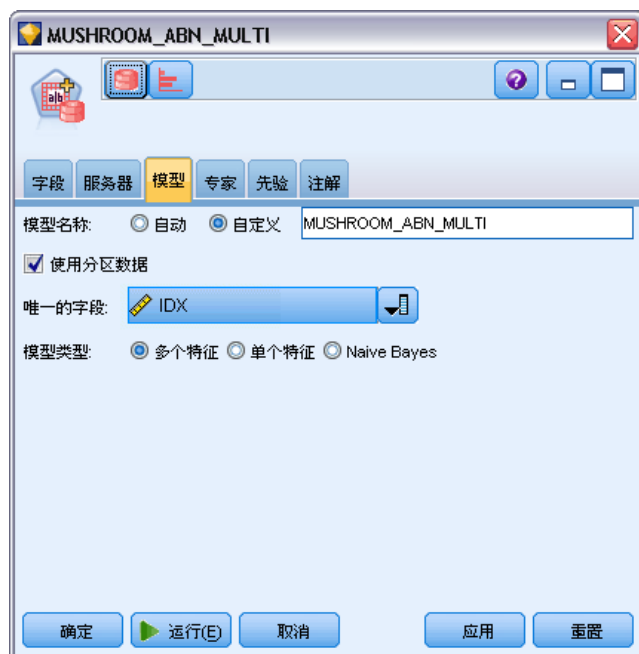 MUSHROOM_ABN_MULTI
alb
字段 服务器 模型 专家 先验 注解
模型名称: 自动 自定义 MUSHROOM_ABN_MULTI
使用分区数据
唯一的字段: IDX
模型类型: 多个特征 单个特征 Naive Bayes
确定 运行(E) 取消 应用 重置